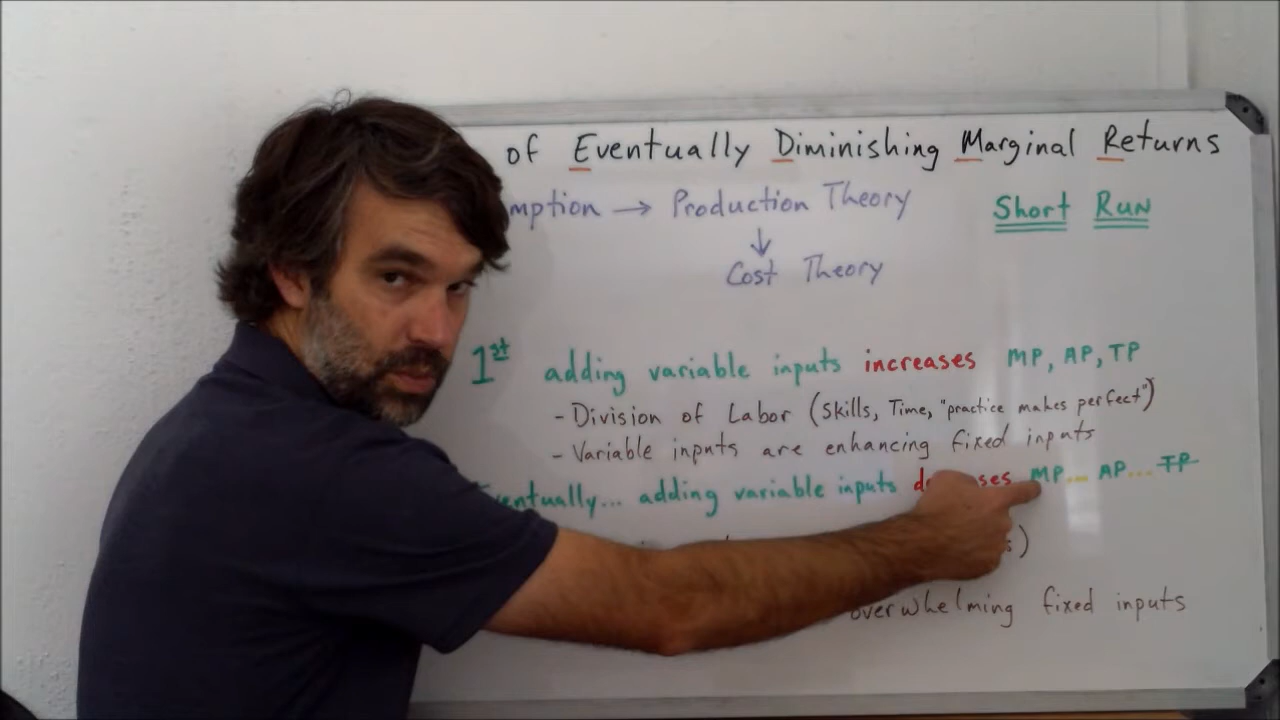 of Eventually Diminishing Marginal Returns
mption → Production Theory
Short Run
↓
Cost Theory
1st adding variable inputs increases MP, AP, TP
- Division of Labor (Skills, Time, "practice makes perfect")
- Variable inputs are enhancing fixed inputs
ventually... adding variable inputs MP... AP... TP
overwhelming fixed inputs